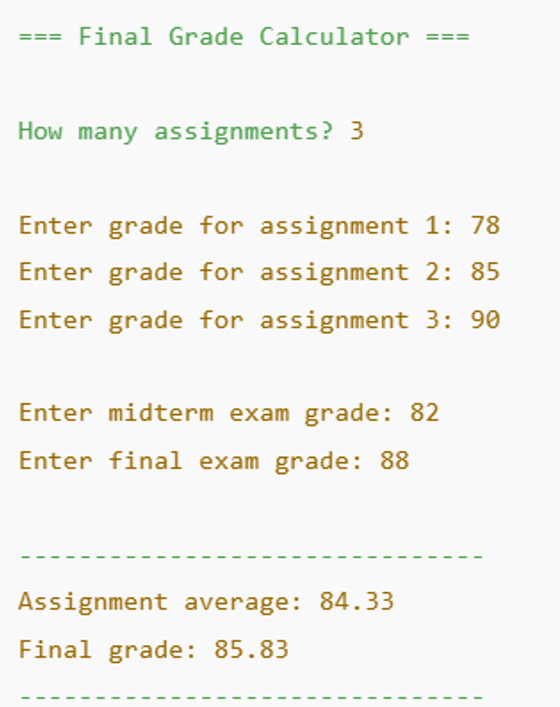 === Final Grade Calculator ===
How many assignments? 3
Enter grade for assignment 1: 78
Enter grade for assignment 2: 85
Enter grade for assignment 3: 90
Enter midterm exam grade: 82
Enter final exam grade: 88
-------------------------------
Assignment average: 84.33
Final grade: 85.83
-------------------------------